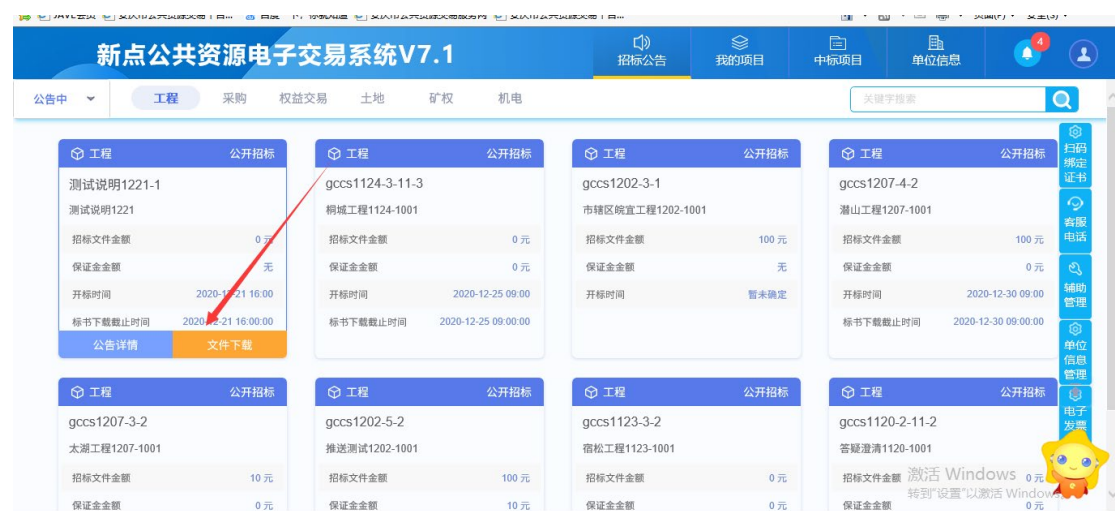 新点公共资源电子交易系统V7.1
招标公告
我的项目
中标项目
单位信息
4
公告中
工程
采购
权益交易
土地
矿权
机电
关键字搜索
工程 公开招标
测试说明1221-1
测试说明1221
招标文件金额 0 元
保证金金额 无
开标时间 2020-12-21 16:00
标书下载截止时间 2020-12-21 16:00:00
公告详情 文件下载
工程 公开招标
gccs1124-3-11-3
桐城工程1124-1001
招标文件金额 0 元
保证金金额 0 元
开标时间 2020-12-25 09:00
标书下载截止时间 2020-12-25 09:00:00
工程 公开招标
gccs1202-3-1
市辖区皖宜工程1202-1001
招标文件金额 100 元
保证金金额 无
开标时间 暂未确定
工程 公开招标
gccs1207-4-2
潜山工程1207-1001
招标文件金额 100 元
保证金金额 0 元
开标时间 2020-12-30 09:00
标书下载截止时间 2020-12-30 09:00:00
工程 公开招标
gccs1207-3-2
太湖工程1207-1001
招标文件金额 10 元
保证金金额 0 元
工程 公开招标
gccs1202-5-2
推送测试1202-1001
招标文件金额 100 元
保证金金额 10 元
工程 公开招标
gccs1123-3-2
宿松工程1123-1001
招标文件金额 0 元
保证金金额 0 元
工程 公开招标
gccs1120-2-11-2
答疑澄清1120-1001
招标文件金额 0 元
保证金金额 0 元
扫码
绑定
证书
客服
电话
辅助
管理
单位
信息
管理
电子
发票
激活 Windows
转到"设置"以激活 Windows